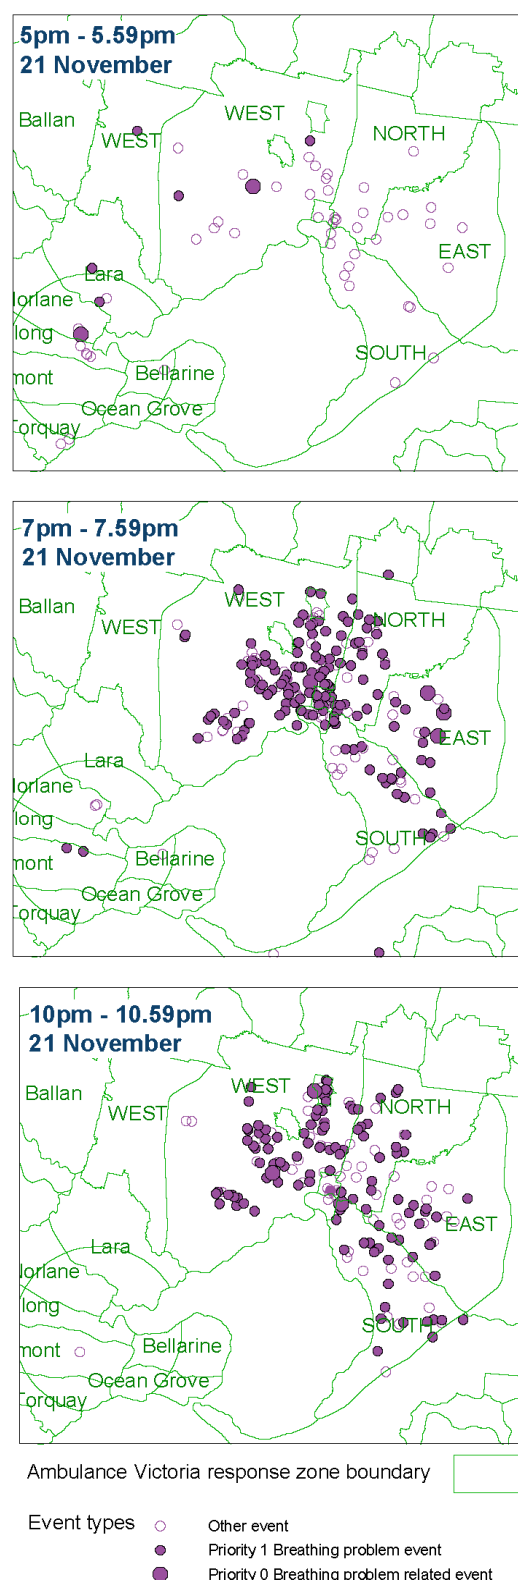 5pm - 5.59pm
21 November
WEST
Ballan
WEST
NORTH
EAST
Lara
lorlane
long
SOUTH
mont
Bellarine
Ocean Grove
orquay
7pm - 7.59pm
21 November
WEST
Ballan
WEST
NORTH
EAST
Lara
lorlane
long
SOUTH
mont
Bellarine
Ocean Grove
orquay
10pm - 10.59pm
21 November
WEST
Ballan
WEST
NORTH
EAST
Lara
lorlane
long
SOUTH
mont
Bellarine
Ocean Grove
orquay
Ambulance Victoria response zone boundary
Event types
Other event
Priority 1 Breathing problem event
Priority 0 Breathing problem related event